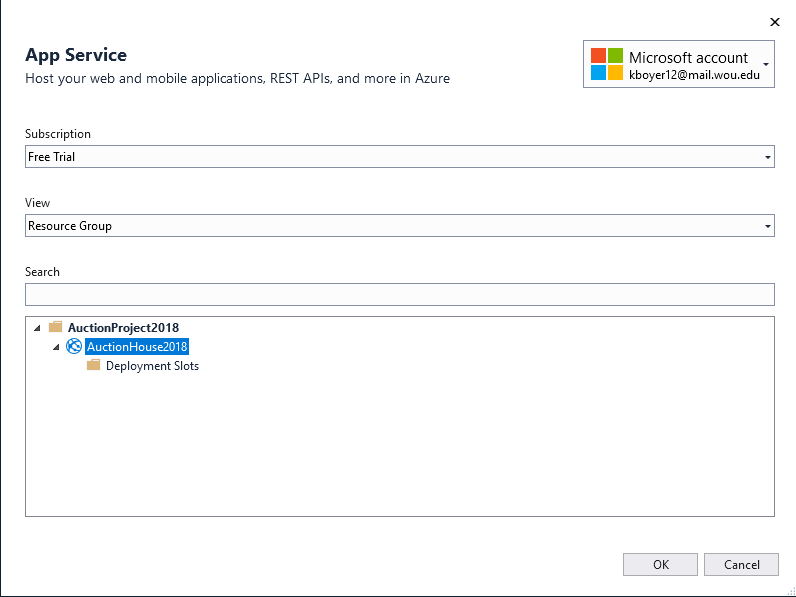 App Service
Host your web and mobile applications, REST APIs, and more in Azure
Microsoft account
kboyer12@mail.wou.edu
Subscription
Free Trial
View
Resource Group
Search
AuctionProject2018
AuctionHouse2018
Deployment Slots
OK
Cancel